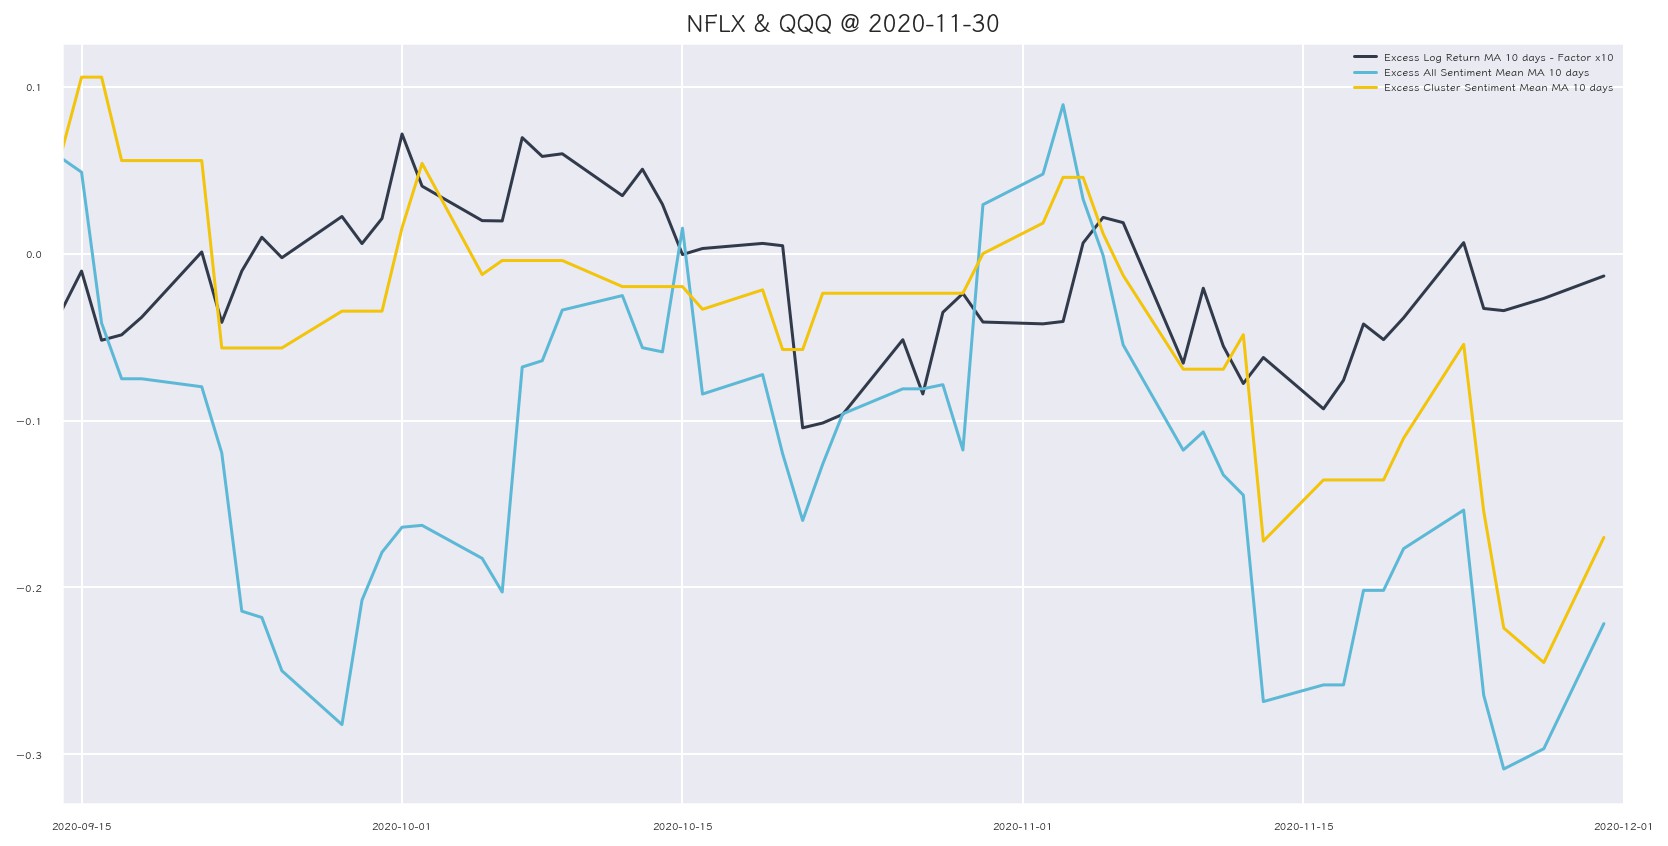 NFLX & QQQ @ 2020-11-30
Excess Log Return MA 10 days - Factor x10
Excess All Sentiment Mean MA 10 days
Excess Cluster Sentiment Mean MA 10 days
0.1
0.0
−0.1
−0.2
−0.3
2020-09-15
2020-10-01
2020-10-15
2020-11-01
2020-11-15
2020-12-01